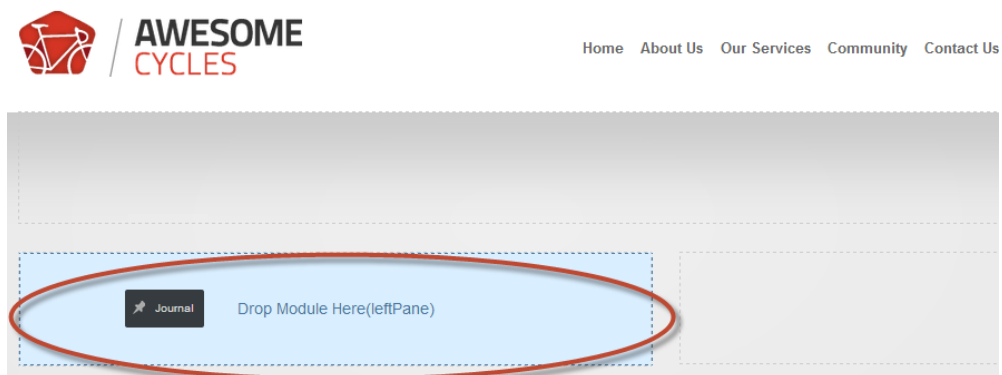 AWESOME
CYCLES
Home About Us Our Services Community Contact Us
Journal Drop Module Here(leftPane)